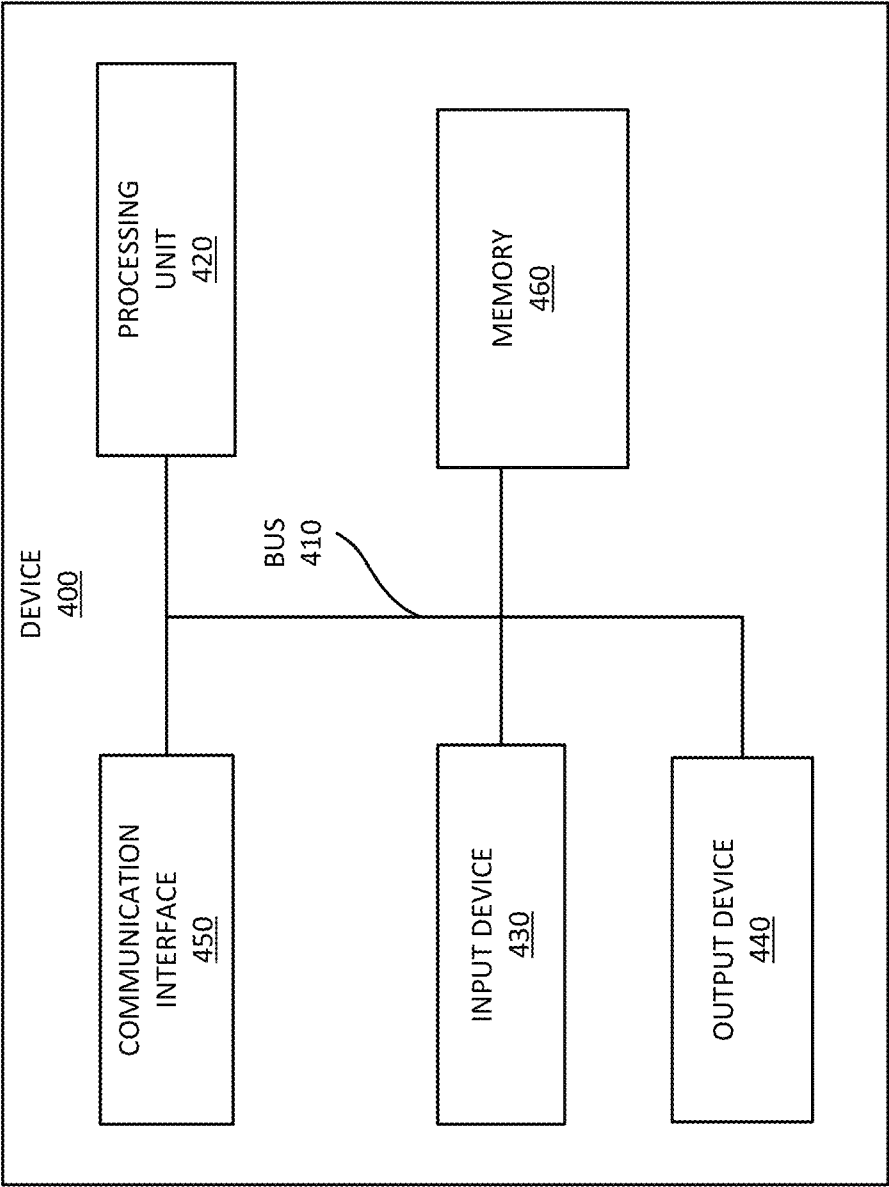 DEVICE
400
COMMUNICATION
INTERFACE
450
PROCESSING
UNIT
420
BUS
410
INPUT DEVICE
430
MEMORY
460
OUTPUT DEVICE
440